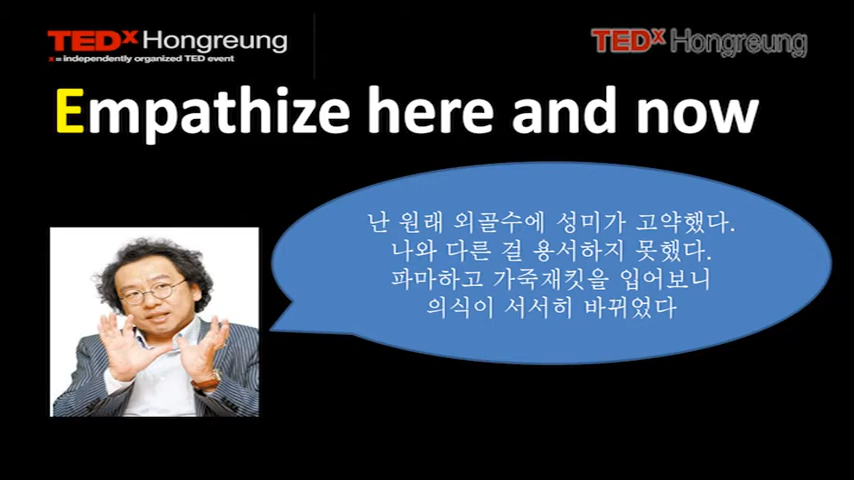 TEDx Hongreung
x = independently organized TED event
TEDx Hongreung
Empathize here and now
난 원래 외골수에 성미가 고약했다.
나와 다른 걸 용서하지 못했다.
파마하고 가죽재킷을 입어보니
의식이 서서히 바뀌었다